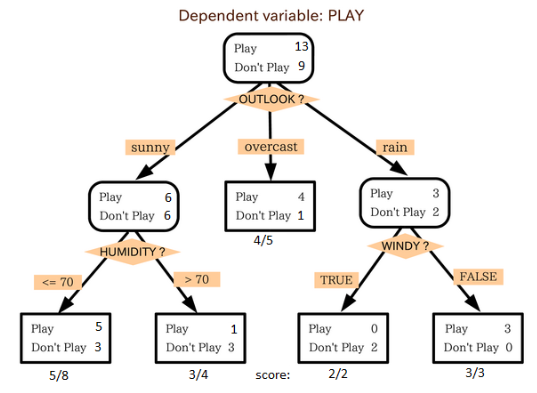 Dependent variable: PLAY
Play 13
Don't Play 9
OUTLOOK ?
sunny
overcast
rain
Play 6
Don't Play 6
Play 4
Don't Play 1
4/5
Play 3
Don't Play 2
HUMIDITY ?
WINDY ?
<= 70
> 70
TRUE
FALSE
Play 5
Don't Play 3
5/8
Play 1
Don't Play 3
3/4
score:
Play 0
Don't Play 2
2/2
Play 3
Don't Play 0
3/3